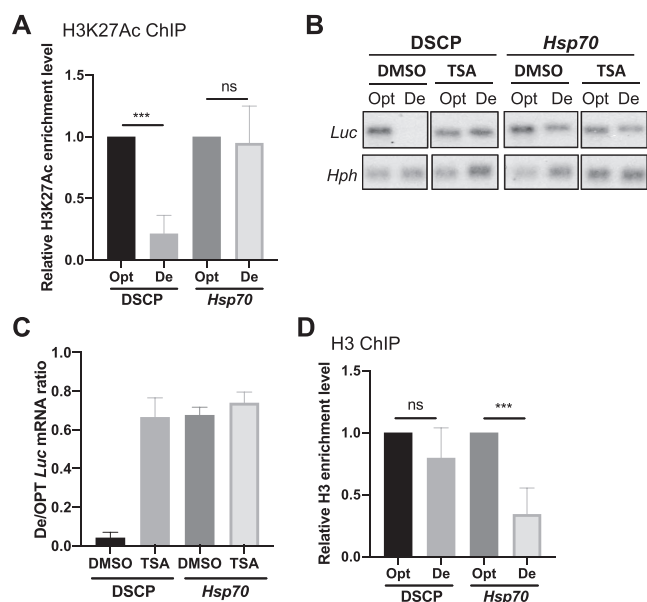 A
H3K27Ac ChIP
Relative H3K27Ac enrichment level
1.5
1.0
0.5
0.0
***
ns
Opt De Opt De
DSCP Hsp70
B
DSCP Hsp70
DMSO TSA DMSO TSA
Opt De Opt De Opt De Opt De
Luc
Hph
C
De/OPT Luc mRNA ratio
1.0
0.8
0.6
0.4
0.2
0.0
DMSO TSA DMSO TSA
DSCP Hsp70
D
H3 ChIP
Relative H3 enrichment level
1.5
1.0
0.5
0.0
ns
***
Opt De Opt De
DSCP Hsp70